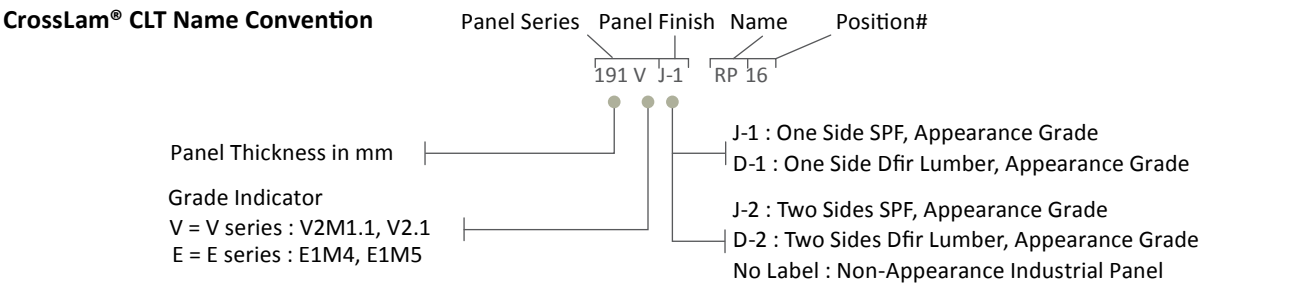 CrossLam® CLT Name Convention
Panel Series Panel Finish Name Position#
191 V J-1 RP 16
Panel Thickness in mm
Grade Indicator
V = V series : V2M1.1, V2.1
E = E series : E1M4, E1M5
J-1 : One Side SPF, Appearance Grade
D-1 : One Side Dfir Lumber, Appearance Grade
J-2 : Two Sides SPF, Appearance Grade
D-2 : Two Sides Dfir Lumber, Appearance Grade
No Label : Non-Appearance Industrial Panel